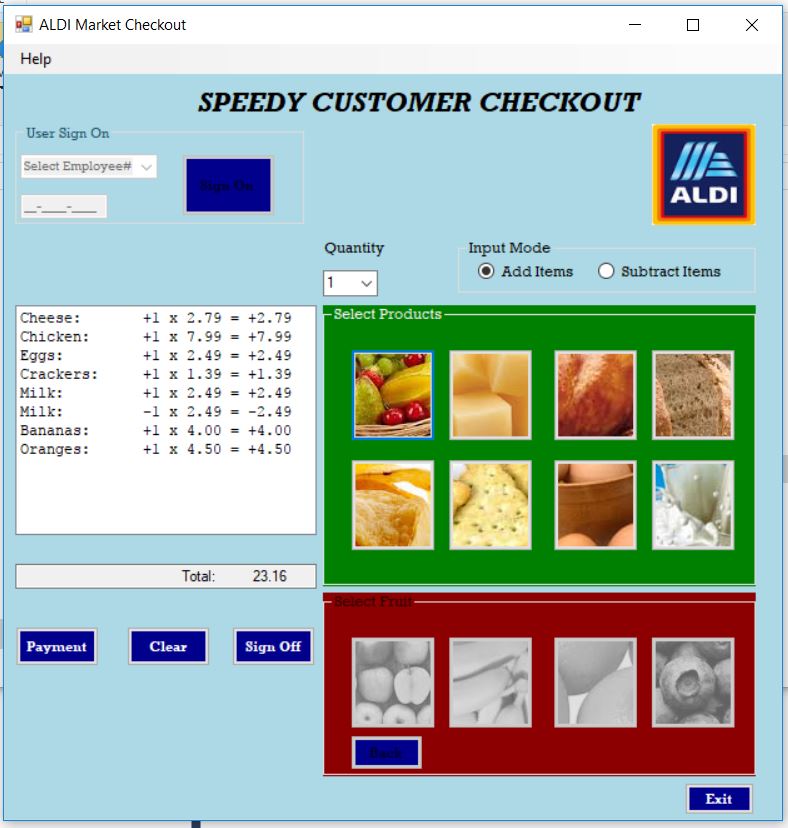 ALDI Market Checkout
Help
SPEEDY CUSTOMER CHECKOUT
User Sign On
Select Employee#
__-___-___
Sign On
ALDI
Quantity
1
Input Mode
Add Items
Subtract Items
Cheese: +1 x 2.79 = +2.79
Chicken: +1 x 7.99 = +7.99
Eggs: +1 x 2.49 = +2.49
Crackers: +1 x 1.39 = +1.39
Milk: +1 x 2.49 = +2.49
Milk: -1 x 2.49 = -2.49
Bananas: +1 x 4.00 = +4.00
Oranges: +1 x 4.50 = +4.50
Select Products
Total: 23.16
Select Fruit
Payment
Clear
Sign Off
Back
Exit